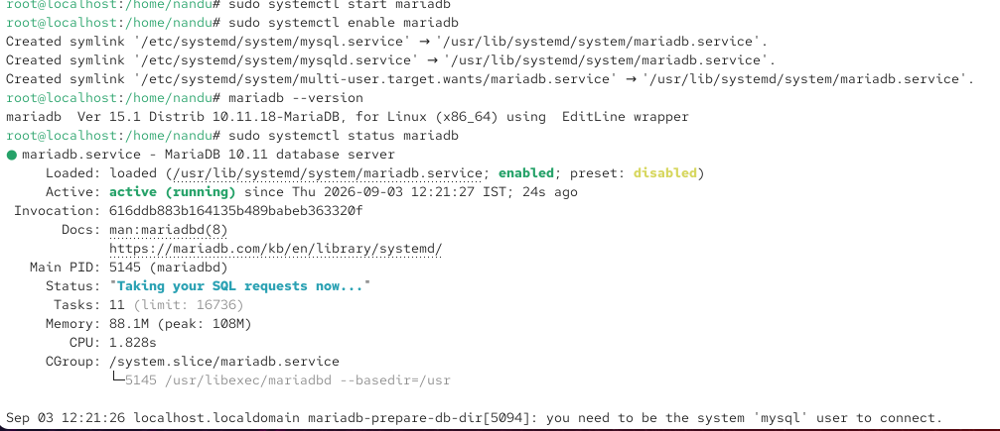 root@localhost:/home/nandu# sudo systemctl start mariadb
root@localhost:/home/nandu# sudo systemctl enable mariadb
Created symlink '/etc/systemd/system/mysql.service' → '/usr/lib/systemd/system/mariadb.service'.
Created symlink '/etc/systemd/system/mysqld.service' → '/usr/lib/systemd/system/mariadb.service'.
Created symlink '/etc/systemd/system/multi-user.target.wants/mariadb.service' → '/usr/lib/systemd/system/mariadb.service'.
root@localhost:/home/nandu# mariadb --version
mariadb  Ver 15.1 Distrib 10.11.18-MariaDB, for Linux (x86_64) using  EditLine wrapper
root@localhost:/home/nandu# sudo systemctl status mariadb
● mariadb.service - MariaDB 10.11 database server
     Loaded: loaded (/usr/lib/systemd/system/mariadb.service; enabled; preset: disabled)
     Active: active (running) since Thu 2026-09-03 12:21:27 IST; 24s ago
 Invocation: 616ddb883b164135b489babeb363320f
       Docs: man:mariadbd(8)
             https://mariadb.com/kb/en/library/systemd/
   Main PID: 5145 (mariadbd)
     Status: "Taking your SQL requests now..."
      Tasks: 11 (limit: 16736)
     Memory: 88.1M (peak: 108M)
        CPU: 1.828s
     CGroup: /system.slice/mariadb.service
             └─5145 /usr/libexec/mariadbd --basedir=/usr
Sep 03 12:21:26 localhost.localdomain mariadb-prepare-db-dir[5094]: you need to be the system 'mysql' user to connect.